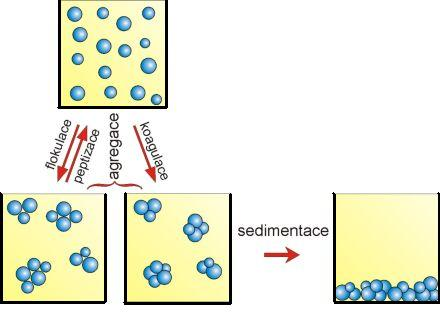 flokulace
peptizace
agregace
koagulace
sedimentace